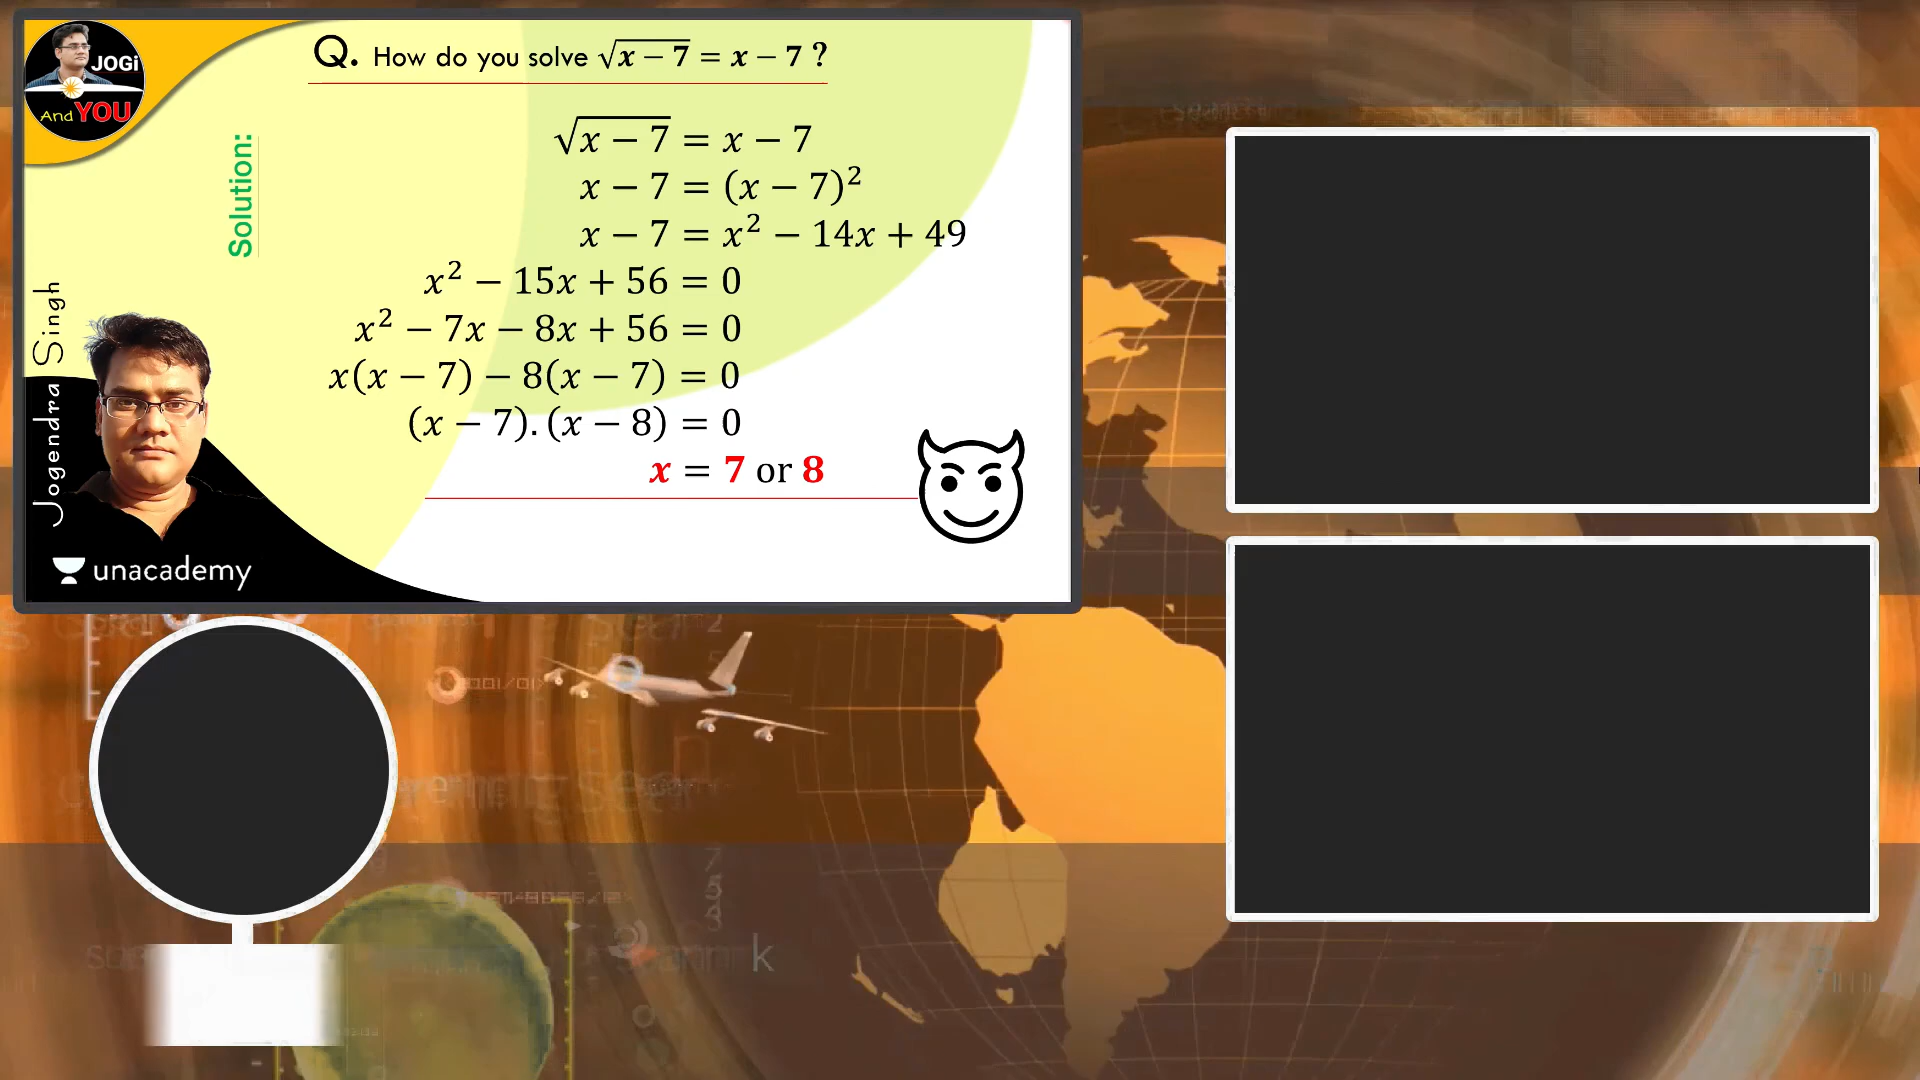 JOGi
And YOU
Q. How do you solve √(x − 7) = x − 7 ?
Solution:
√(x − 7) = x − 7
x − 7 = (x − 7)²
x − 7 = x² − 14x + 49
x² − 15x + 56 = 0
x² − 7x − 8x + 56 = 0
x(x − 7) − 8(x − 7) = 0
(x − 7).(x − 8) = 0
x = 7 or 8
Jogendra Singh
unacademy